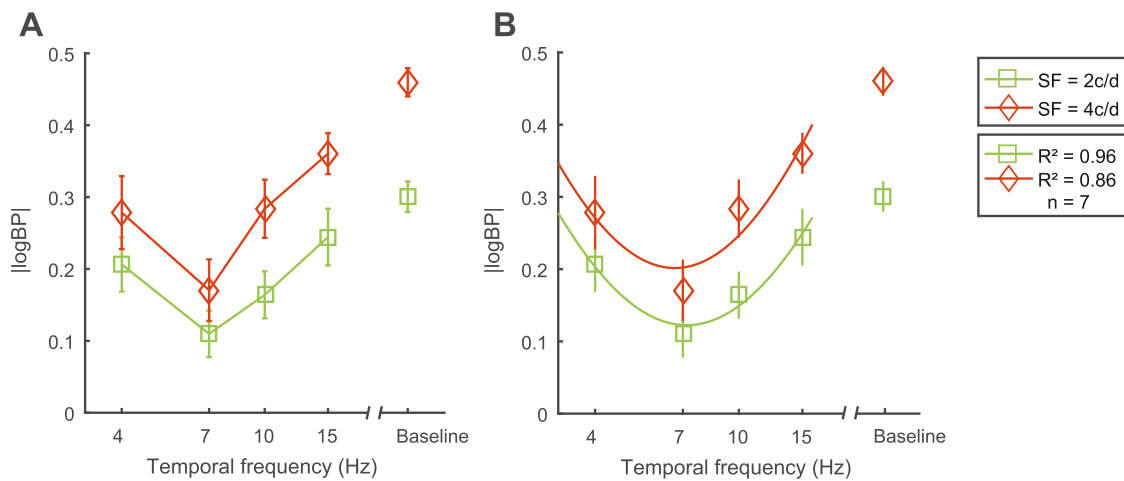 A
0.5
0.4
0.3
0.2
0.1
0
|logBP|
4 7 10 15 Baseline
Temporal frequency (Hz)
B
0.5
0.4
0.3
0.2
0.1
0
|logBP|
4 7 10 15 Baseline
Temporal frequency (Hz)
SF = 2c/d
SF = 4c/d
R² = 0.96
R² = 0.86
n = 7